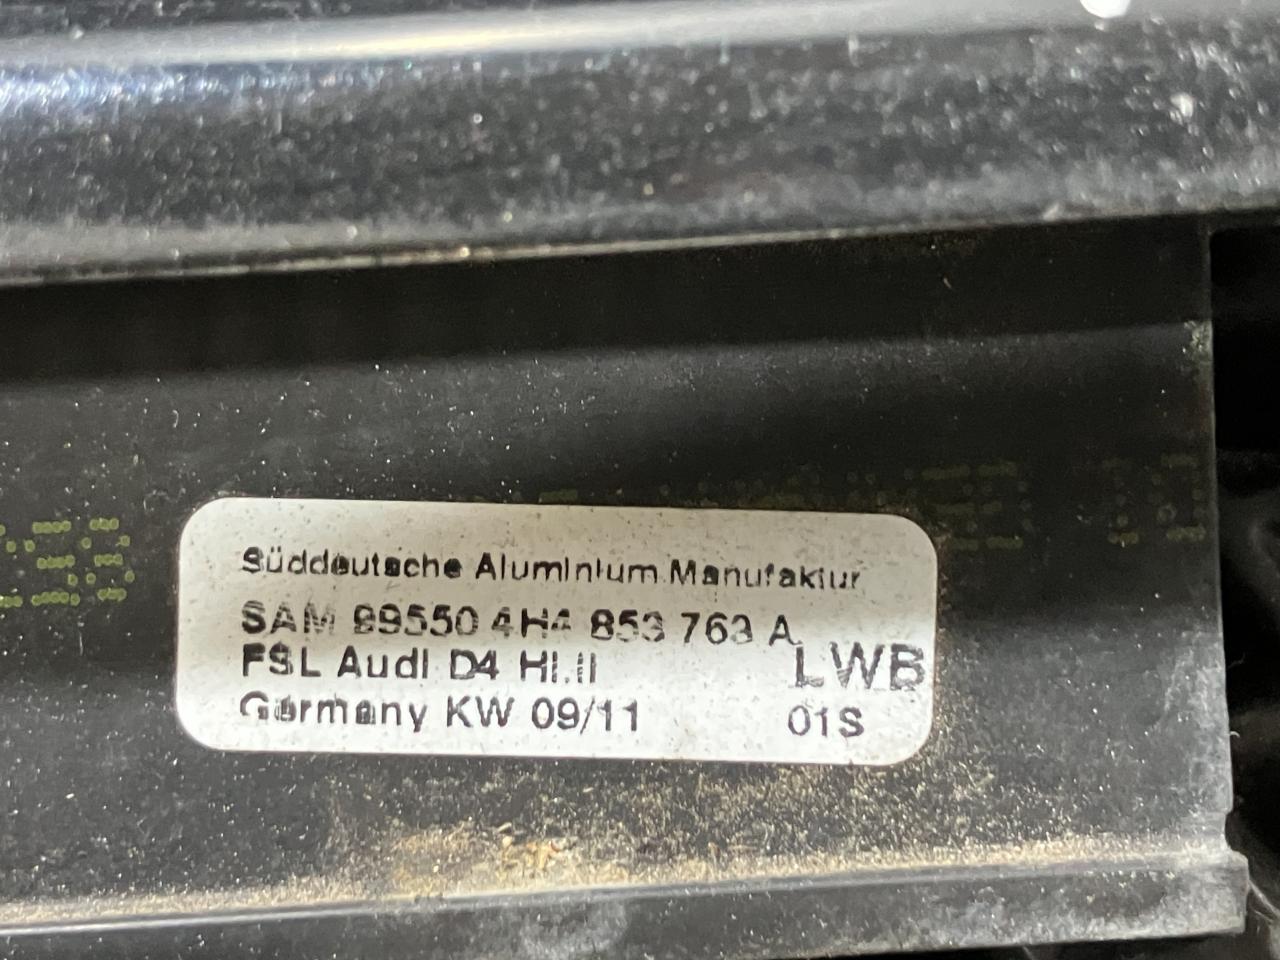 Süddeutsche Aluminium Manufaktur
SAM 99550 4H4 853 763 A
FSL Audi D4 HI.li LWB
Germany KW 09/11 01S